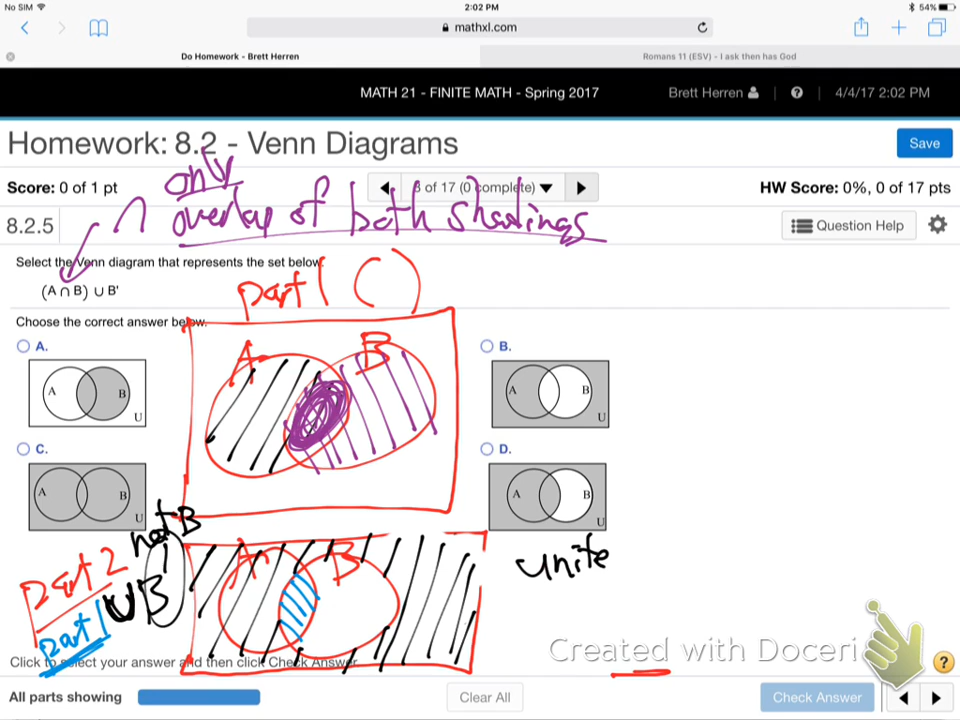 No SIM 2:02 PM 54%
mathxl.com
Do Homework - Brett Herren Romans 11 (ESV) - I ask then has God
MATH 21 - FINITE MATH - Spring 2017 Brett Herren ? 4/4/17 2:02 PM
Homework: 8.2 - Venn Diagrams Save
only
Score: 0 of 1 pt of 17 (0 complete) HW Score: 0%, 0 of 17 pts
∩ overlap of both shadings
8.2.5 Question Help
Select the Venn diagram that represents the set below.
(A ∩ B) ∪ B'
part 1 ( )
Choose the correct answer below.
A. A B U
B. A B U
A B
C. A B U
D. A B U
not B
part 2 A B unite
part 1 ∪ B'
Created with Doceri
Click to select your answer and then click Check Answer
All parts showing Clear All Check Answer
?